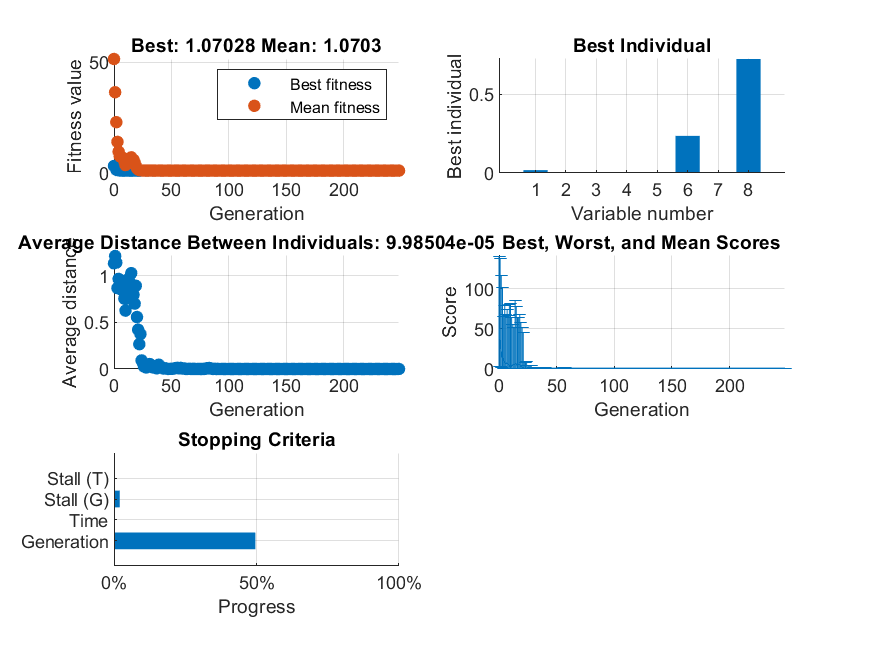 Best: 1.07028 Mean: 1.0703
Fitness value
50
0
Best fitness
Mean fitness
0 50 100 150 200
Generation
Best Individual
Best individual
0.5
0
1 2 3 4 5 6 7 8
Variable number
Average Distance Between Individuals: 9.98504e-05
Average distance
1
0.5
0
0 50 100 150 200
Generation
Best, Worst, and Mean Scores
Score
100
50
0
0 50 100 150 200
Generation
Stopping Criteria
Stall (T)
Stall (G)
Time
Generation
0% 50% 100%
Progress